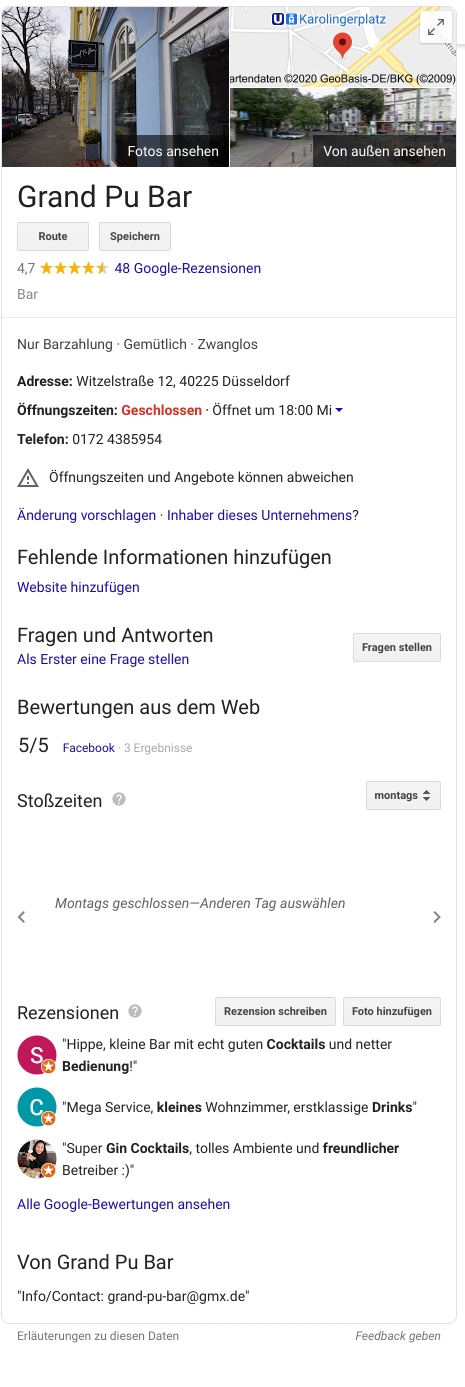 Grand Pu Bar
Karolingerplatz
artendaten ©2020 GeoBasis-DE/BKG (©2009)
Fotos ansehen
Von außen ansehen
Grand Pu Bar
Route
Speichern
4,7 48 Google-Rezensionen
Bar
Nur Barzahlung · Gemütlich · Zwanglos
Adresse: Witzelstraße 12, 40225 Düsseldorf
Öffnungszeiten: Geschlossen · Öffnet um 18:00 Mi
Telefon: 0172 4385954
Öffnungszeiten und Angebote können abweichen
Änderung vorschlagen · Inhaber dieses Unternehmens?
Fehlende Informationen hinzufügen
Website hinzufügen
Fragen und Antworten
Als Erster eine Frage stellen
Fragen stellen
Bewertungen aus dem Web
5/5 Facebook · 3 Ergebnisse
Stoßzeiten
montags
Montags geschlossen—Anderen Tag auswählen
Rezensionen
Rezension schreiben
Foto hinzufügen
S
"Hippe, kleine Bar mit echt guten Cocktails und netter
Bedienung!"
C
"Mega Service, kleines Wohnzimmer, erstklassige Drinks"
"Super Gin Cocktails, tolles Ambiente und freundlicher
Betreiber :)"
Alle Google-Bewertungen ansehen
Von Grand Pu Bar
"Info/Contact: grand-pu-bar@gmx.de"
Erläuterungen zu diesen Daten
Feedback geben